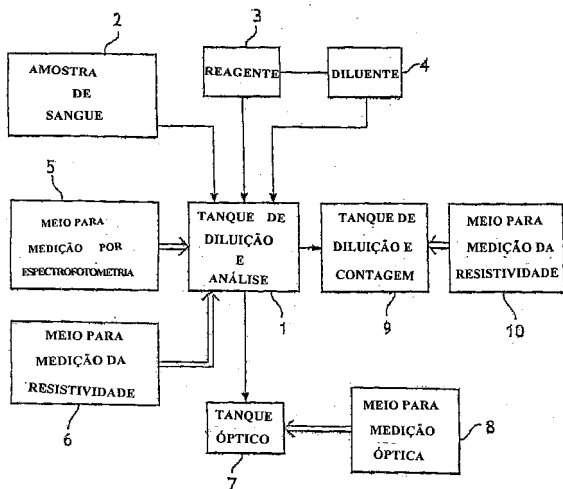 2
3
4
AMOSTRA
DE
SANGUE
REAGENTE
DILUENTE
5
MEIO PARA
MEDIÇÃO POR
ESPECTROFOTOMETRIA
TANQUE DE
DILUIÇÃO
E
ANÁLISE
1
TANQUE DE
DILUIÇÃO E
CONTAGEM
9
MEIO PARA
MEDIÇÃO DA
RESISTIVIDADE
10
MEIO PARA
MEDIÇÃO DA
RESISTIVIDADE
6
TANQUE
ÓPTICO
7
MEIO PARA
MEDIÇÃO
ÓPTICA
8